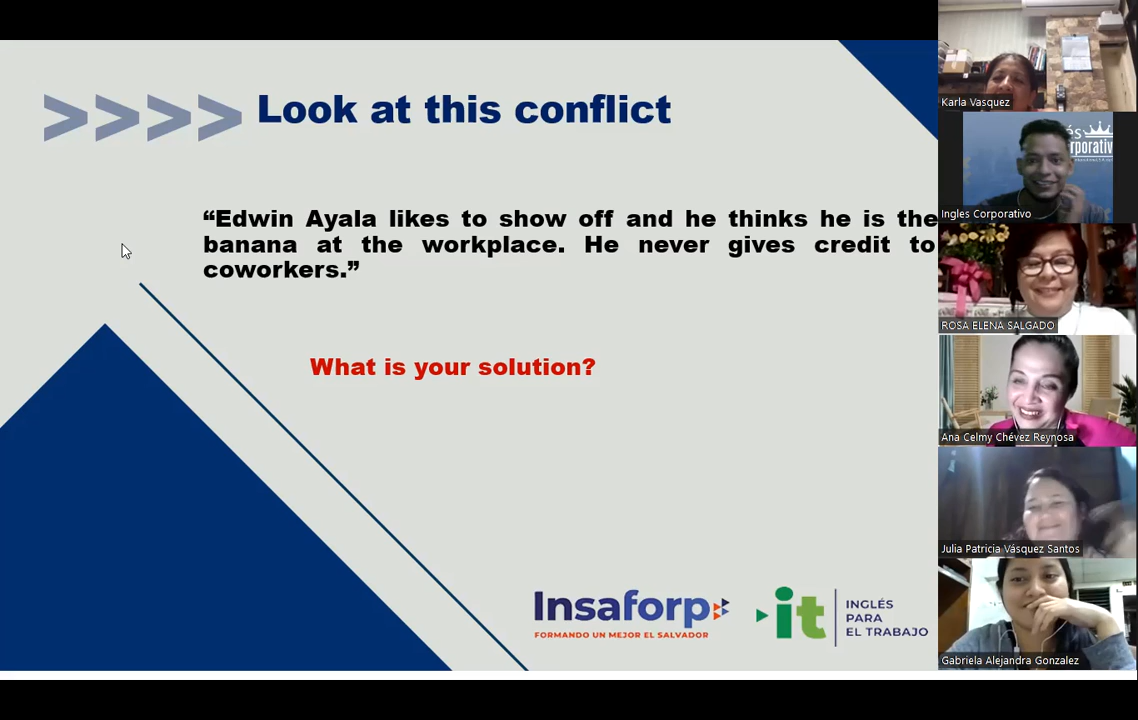 >>>> Look at this conflict
“Edwin Ayala likes to show off and he thinks he is the
banana at the workplace. He never gives credit to
coworkers.”
What is your solution?
Insaforp
FORMANDO UN MEJOR EL SALVADOR
it
INGLÉS
PARA
EL TRABAJO
Karla Vasquez
és
rporativ
Ingles Corporativo
ROSA ELENA SALGADO
Ana Celmy Chévez Reynosa
Julia Patricia Vásquez Santos
Gabriela Alejandra Gonzalez